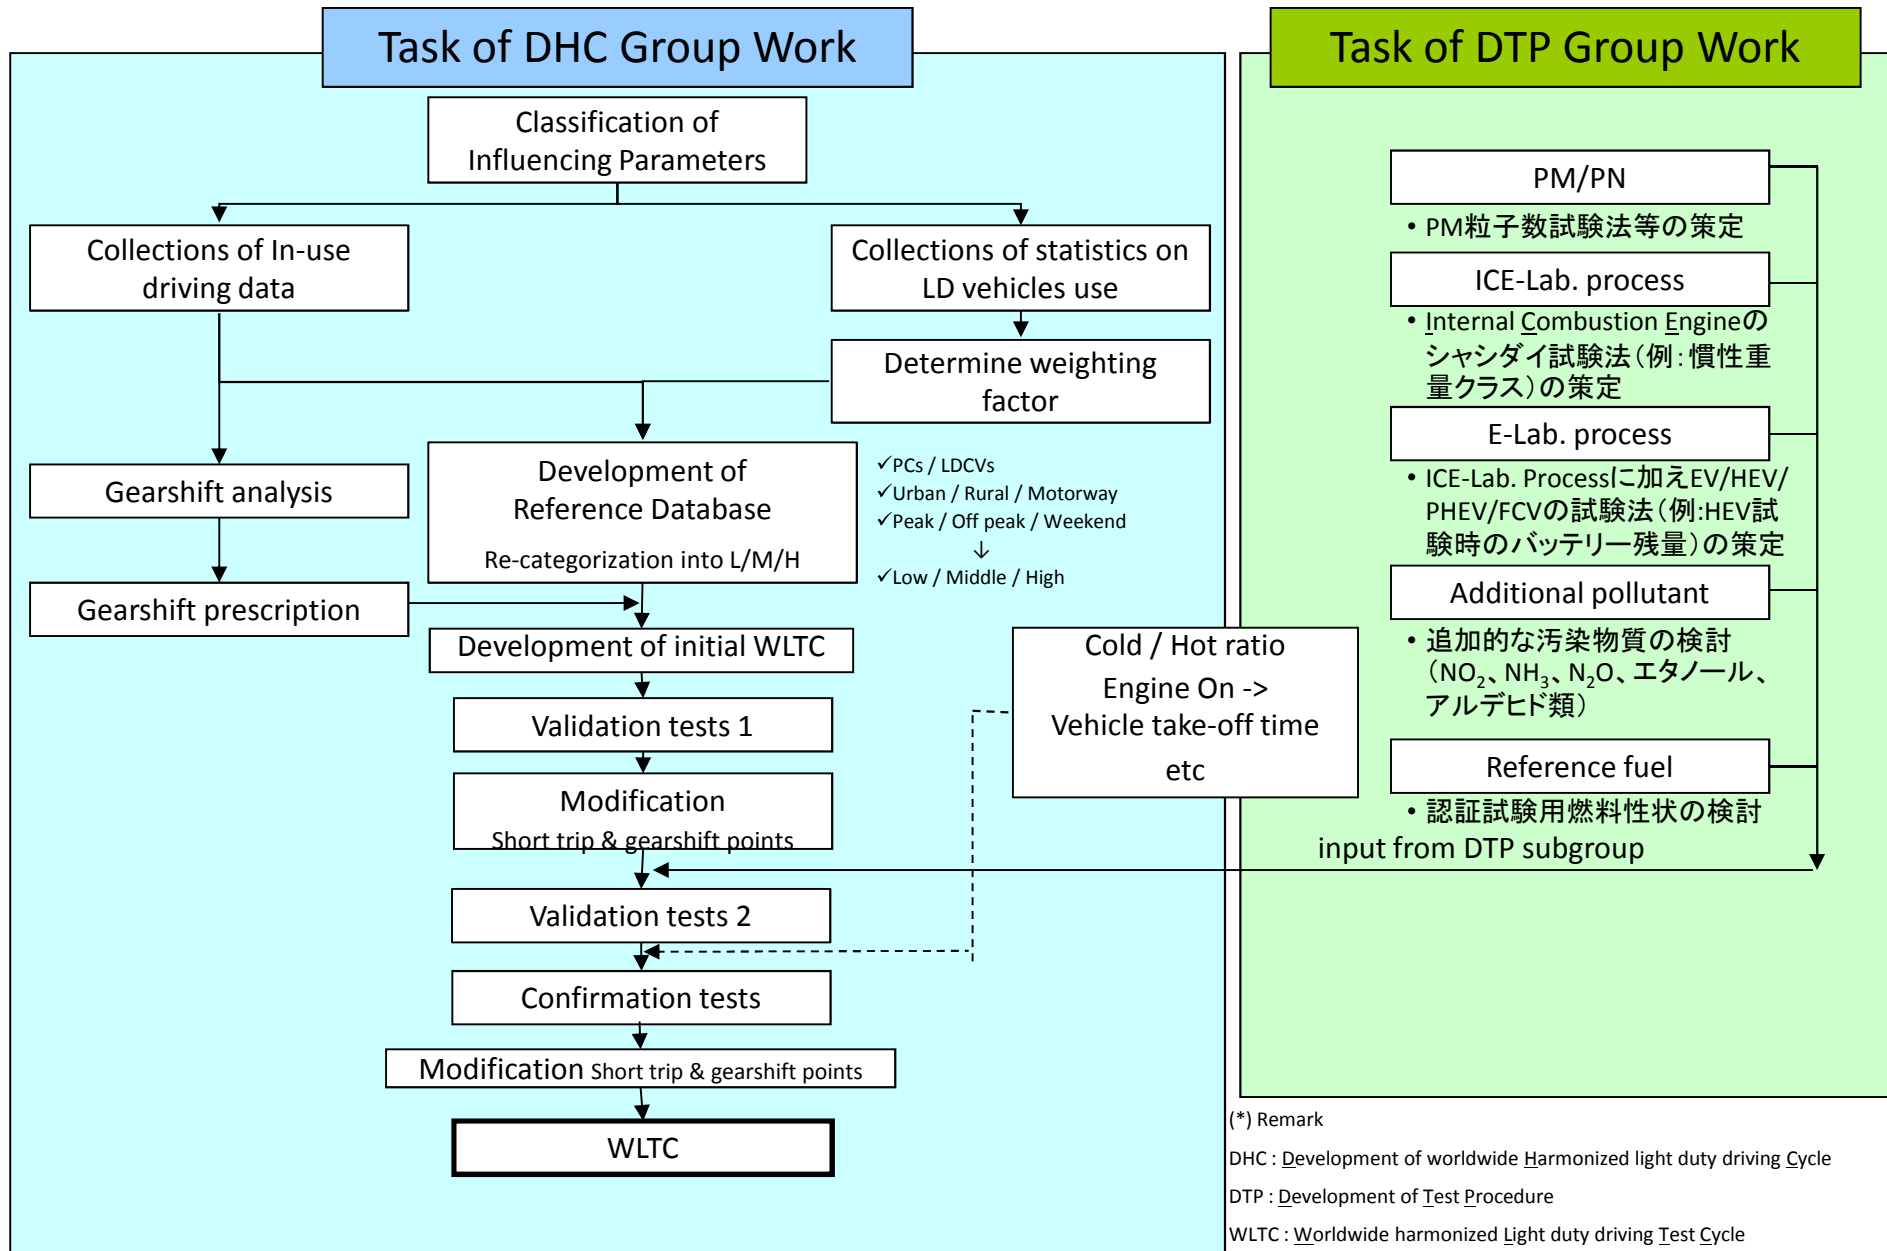 Task of DHC Group Work
Classification of
Influencing Parameters
Collections of In-use
driving data
Collections of statistics on
LD vehicles use
Determine weighting
factor
Gearshift analysis
Development of
Reference Database
Re-categorization into L/M/H
✓PCs / LDCVs
✓Urban / Rural / Motorway
✓Peak / Off peak / Weekend
↓
✓Low / Middle / High
Gearshift prescription
Development of initial WLTC
Validation tests 1
Modification
Short trip & gearshift points
Validation tests 2
Confirmation tests
Modification Short trip & gearshift points
WLTC
Cold / Hot ratio
Engine On ->
Vehicle take-off time
etc
Task of DTP Group Work
PM/PN
• PM粒子数試験法等の策定
ICE-Lab. process
• Internal Combustion Engineの
シャシダイ試験法（例：慣性重
量クラス）の策定
E-Lab. process
• ICE-Lab. Processに加えEV/HEV/
PHEV/FCVの試験法（例:HEV試
験時のバッテリー残量）の策定
Additional pollutant
• 追加的な汚染物質の検討
（NO₂、NH₃、N₂O、エタノール、
アルデヒド類）
Reference fuel
• 認証試験用燃料性状の検討
input from DTP subgroup
(*) Remark
DHC : Development of worldwide Harmonized light duty driving Cycle
DTP : Development of Test Procedure
WLTC : Worldwide harmonized Light duty driving Test Cycle